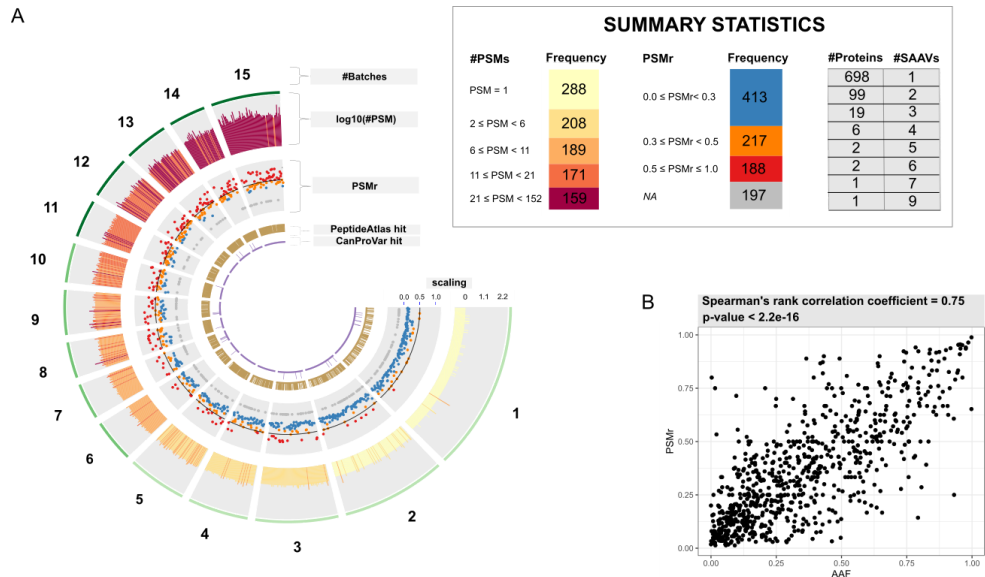 A
SUMMARY STATISTICS
#PSMs Frequency PSMr Frequency #Proteins #SAAVs
PSM = 1 288
2 ≤ PSM < 6 208
6 ≤ PSM < 11 189
11 ≤ PSM < 21 171
21 ≤ PSM < 152 159
0.0 ≤ PSMr< 0.3 413
0.3 ≤ PSMr < 0.5 217
0.5 ≤ PSMr ≤ 1.0 188
NA 197
698 1
99 2
19 3
6 4
2 5
2 6
1 7
1 9
15
14
13
12
11
10
9
8
7
6
5
4
3
2
1
#Batches
log10(#PSM)
PSMr
PeptideAtlas hit
CanProVar hit
scaling
0.0 0.5 1.0 0 1.1 2.2
B
Spearman's rank correlation coefficient = 0.75
p-value < 2.2e-16
PSMr
1.00
0.75
0.50
0.25
0.00
0.00 0.25 0.50 0.75 1.00
AAF